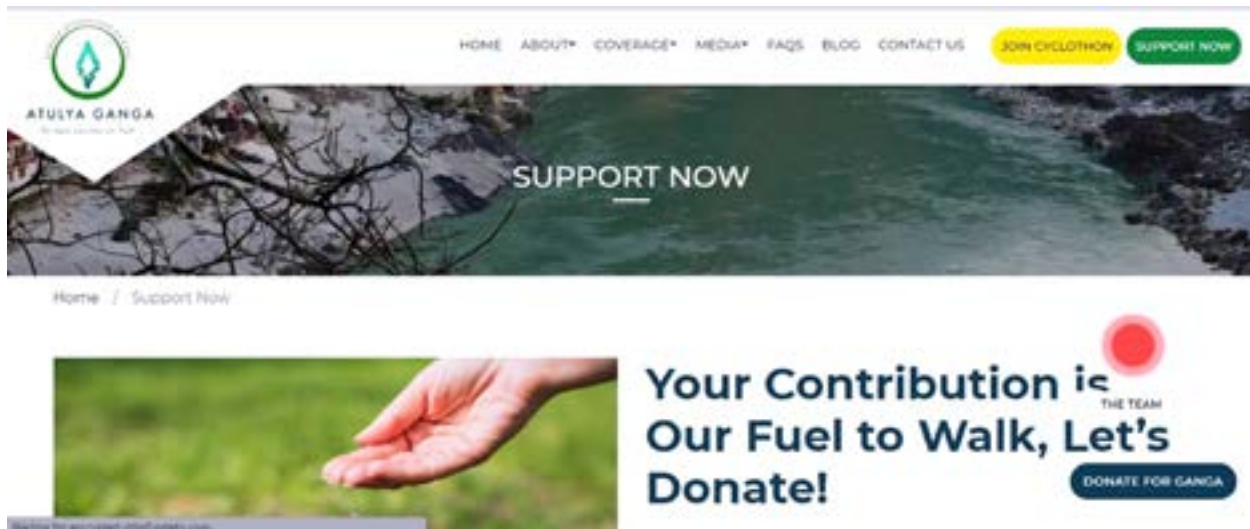 HOME ABOUT COVERAGE MEDIA FAQS BLOG CONTACT US JOIN CYCLOTHON SUPPORT NOW
ATULYA GANGA
SUPPORT NOW
Home / Support Now
Your Contribution is
THE TEAM
Our Fuel to Walk, Let's
Donate!
DONATE FOR GANGA